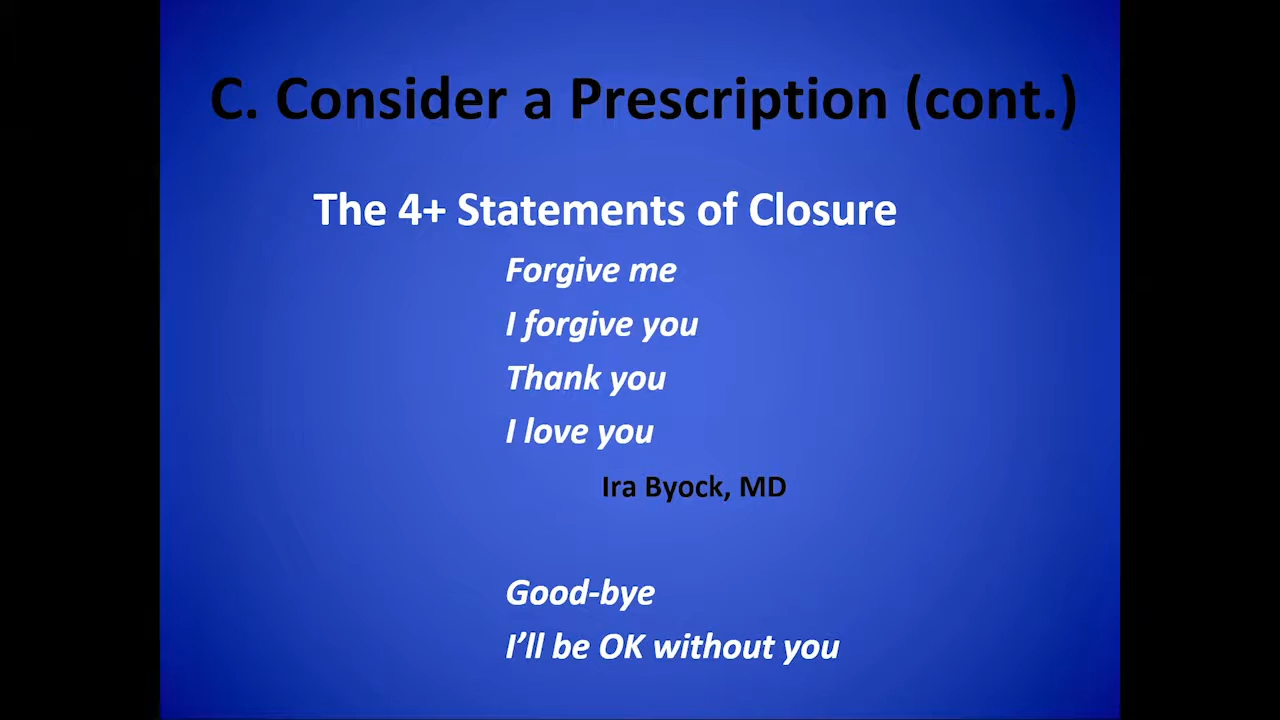 C. Consider a Prescription (cont.)
The 4+ Statements of Closure
Forgive me
I forgive you
Thank you
I love you
Ira Byock, MD
Good-bye
I’ll be OK without you